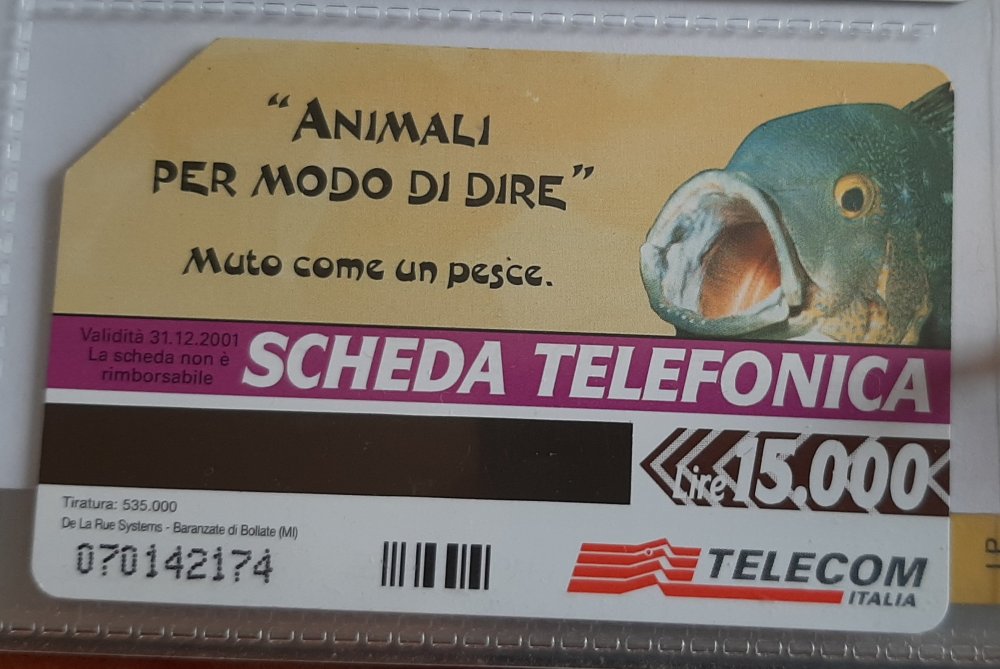 “ANIMALI
PER MODO DI DIRE”
Muto come un pesce.
Validità 31.12.2001
La scheda non è
rimborsabile
SCHEDA TELEFONICA
Lire 15.000
Tiratura: 535.000
De La Rue Systems - Baranzate di Bollate (MI)
070142174
TELECOM
ITALIA